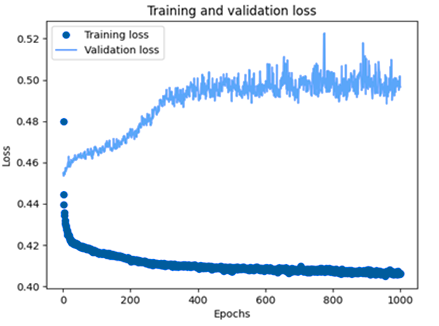 Training and validation loss
Training loss
Validation loss
0.52
0.50
0.48
0.46
0.44
0.42
0.40
Loss
0 200 400 600 800 1000
Epochs